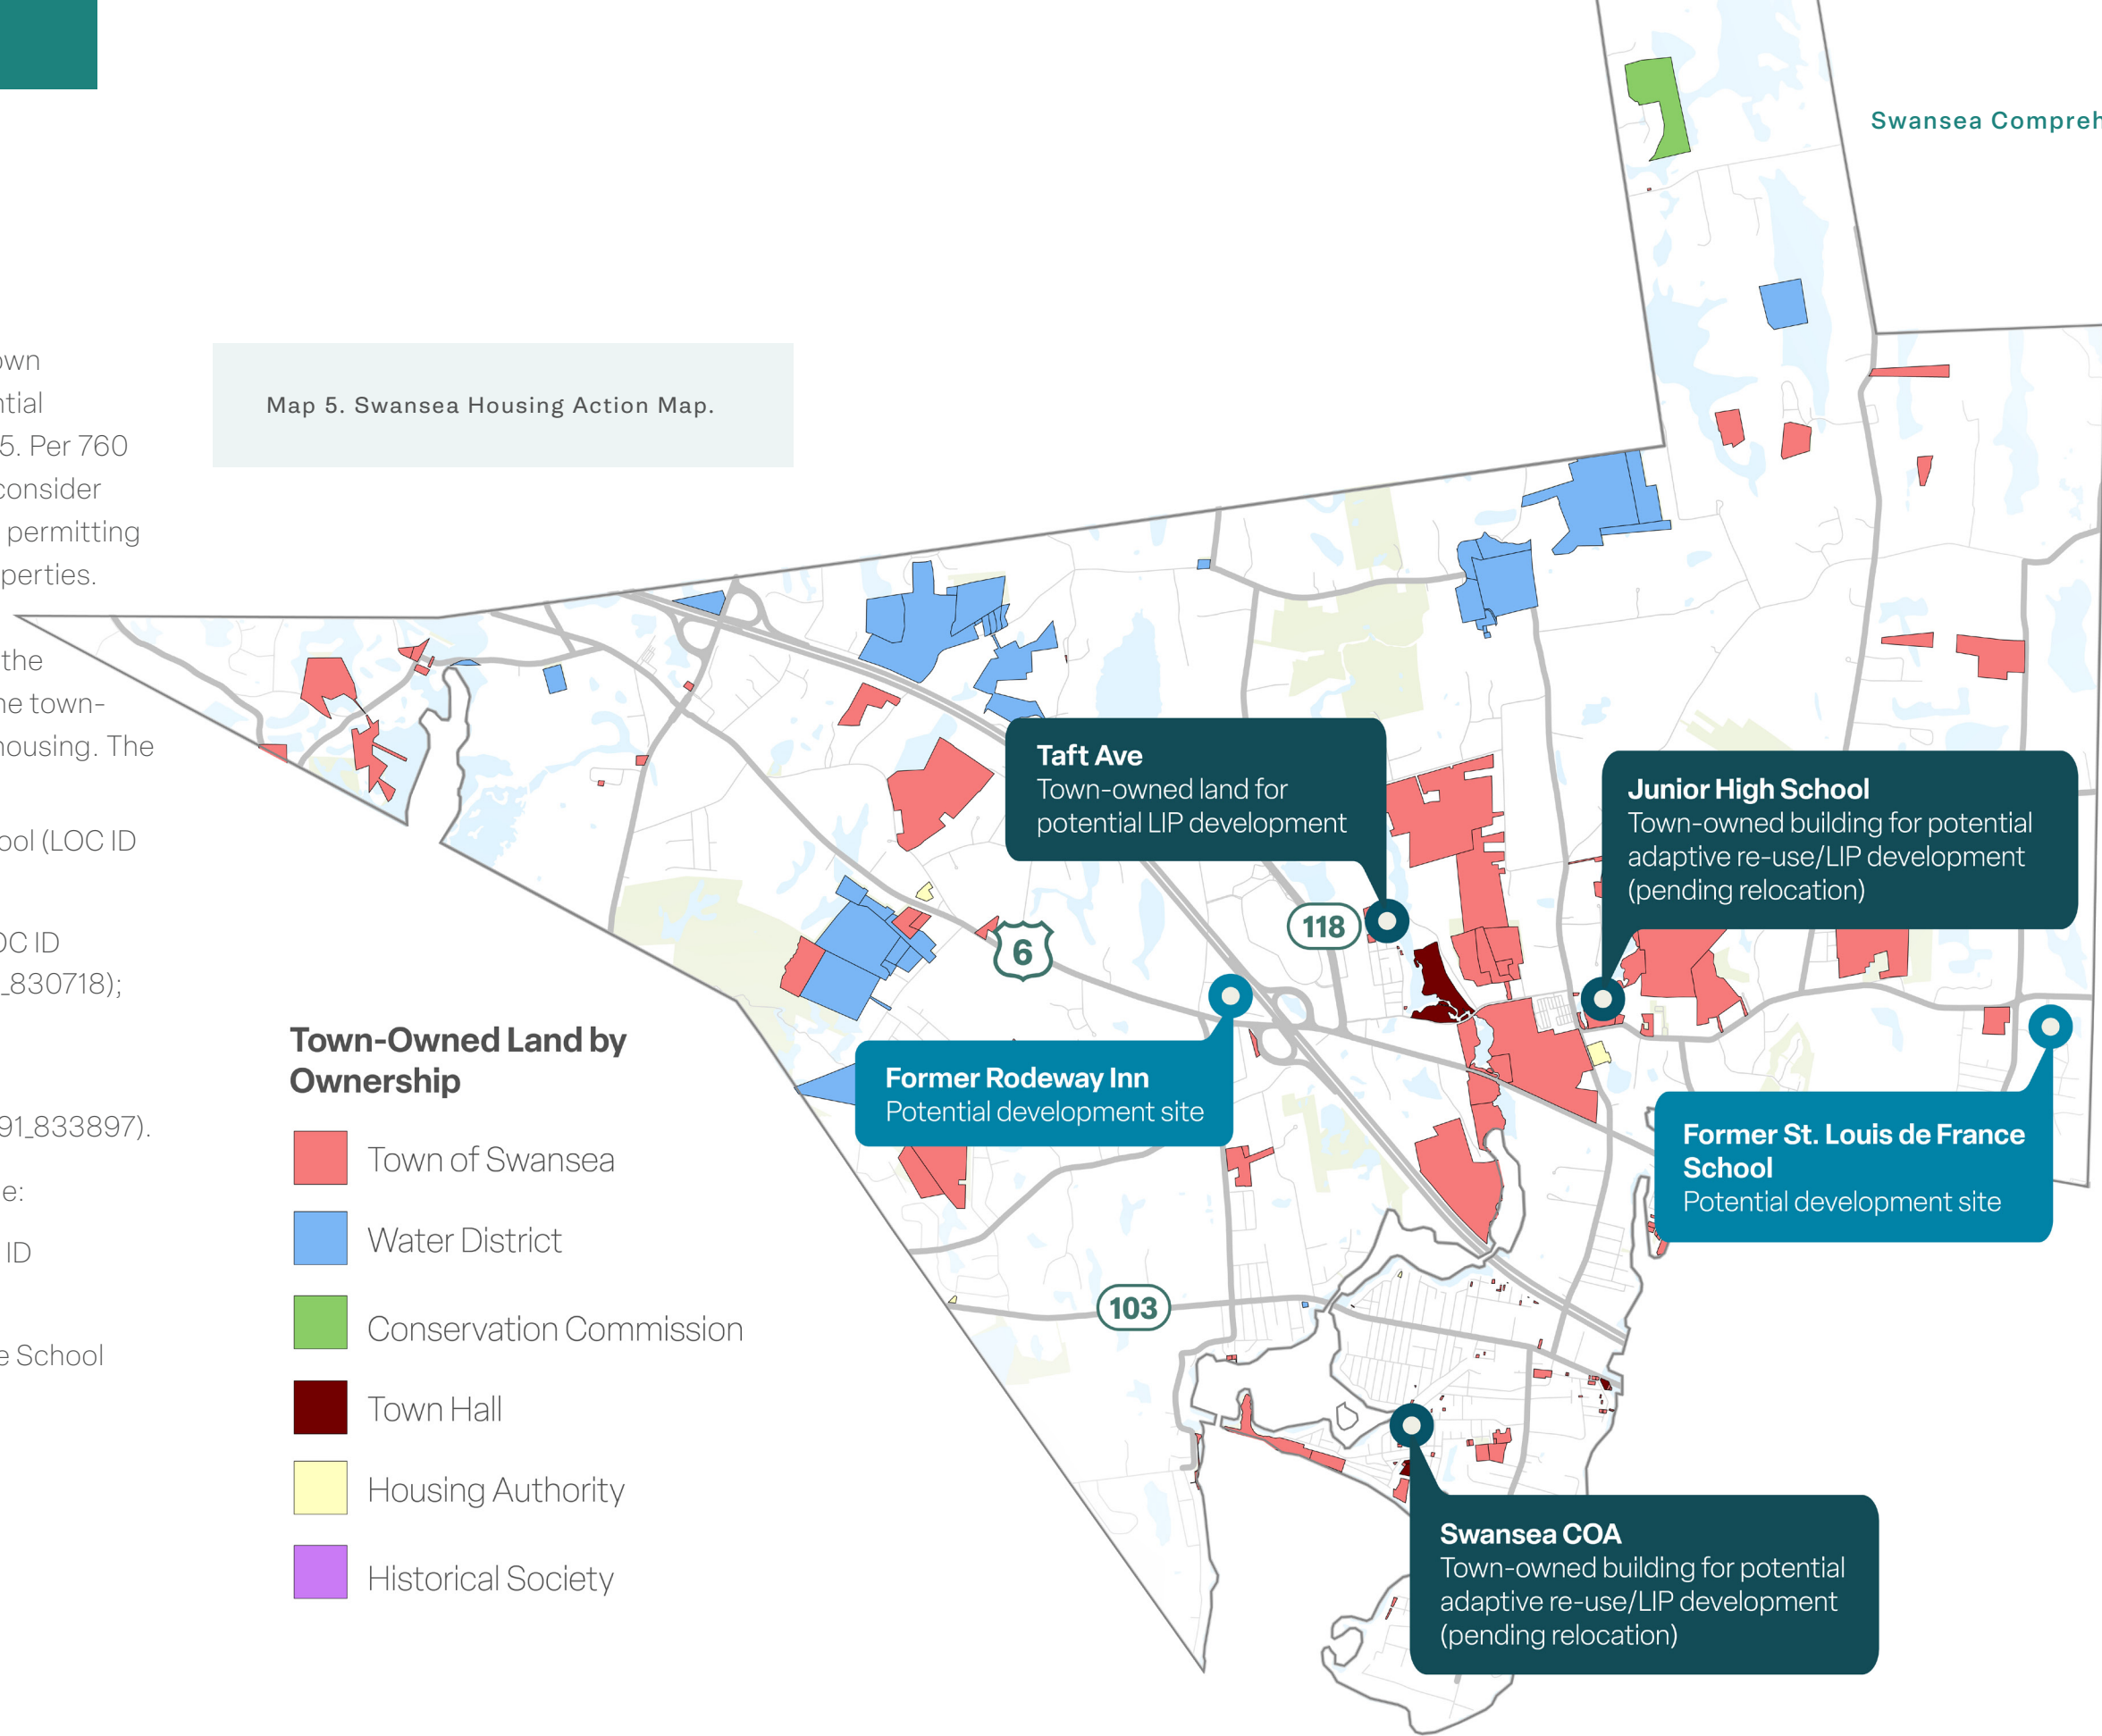 Swansea
own
ntial
5. Per 760
consider
permitting
perties.
the
ne town-
housing. The
ool (LOC ID
OC ID
_830718);
91_833897).
e:
ID
e School
Map 5. Swansea Housing Action Map.
Taft Ave
Town-owned land for
potential LIP development
Junior High School
Town-owned building for potential
adaptive re-use/LIP development
(pending relocation)
118
6
Former Rodeway Inn
Potential development site
Former St. Louis de France
School
Potential development site
103
Swansea COA
Town-owned building for potential
adaptive re-use/LIP development
(pending relocation)
Town-Owned Land by
Ownership
Town of Swansea
Water District
Conservation Commission
Town Hall
Housing Authority
Historical Society